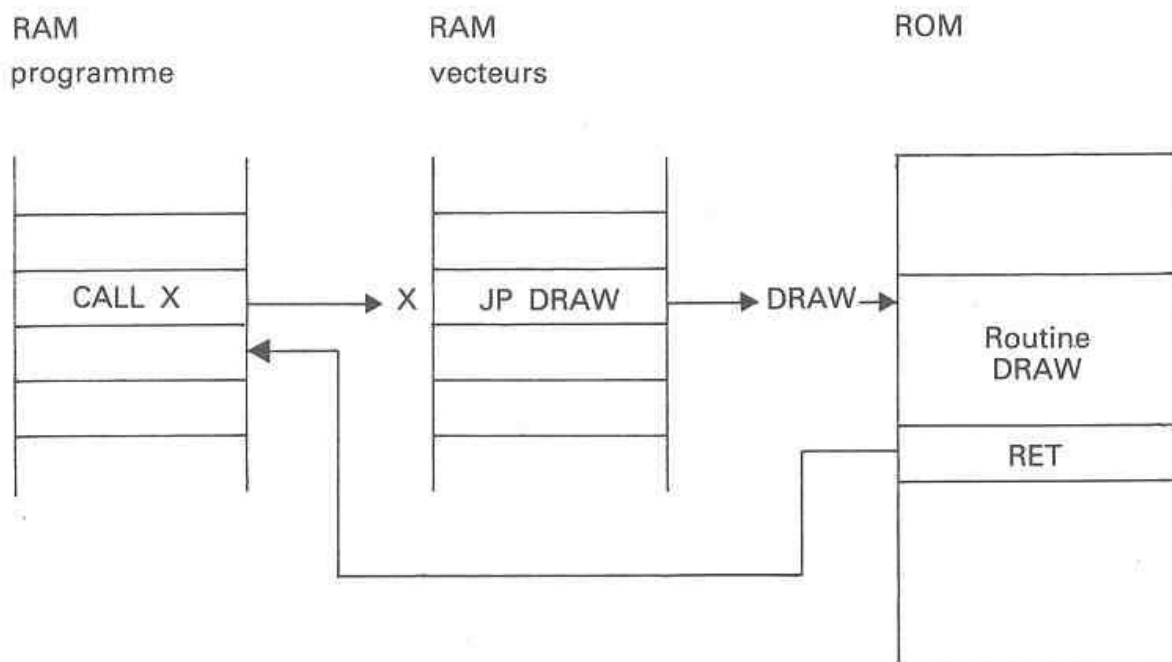 RAM
programme
RAM
vecteurs
ROM
CALL X
X
JP DRAW
DRAW
Routine
DRAW
RET